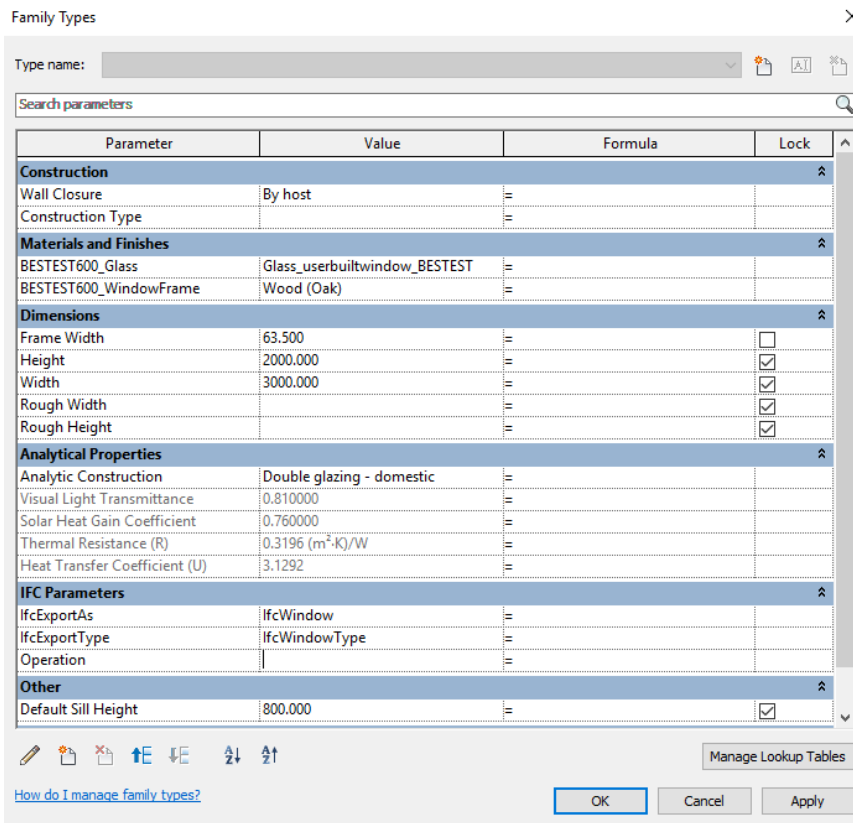 Family Types
Type name:
Search parameters
Parameter Value Formula Lock
Construction
Wall Closure By host =
Construction Type =
Materials and Finishes
BESTEST600_Glass Glass_userbuiltwindow_BESTEST =
BESTEST600_WindowFrame Wood (Oak) =
Dimensions
Frame Width 63.500 =
Height 2000.000 =
Width 3000.000 =
Rough Width =
Rough Height =
Analytical Properties
Analytic Construction Double glazing - domestic =
Visual Light Transmittance 0.810000 =
Solar Heat Gain Coefficient 0.760000 =
Thermal Resistance (R) 0.3196 (m²·K)/W =
Heat Transfer Coefficient (U) 3.1292 =
IFC Parameters
IfcExportAs IfcWindow =
IfcExportType IfcWindowType =
Operation =
Other
Default Sill Height 800.000 =
Manage Lookup Tables
How do I manage family types?
OK Cancel Apply